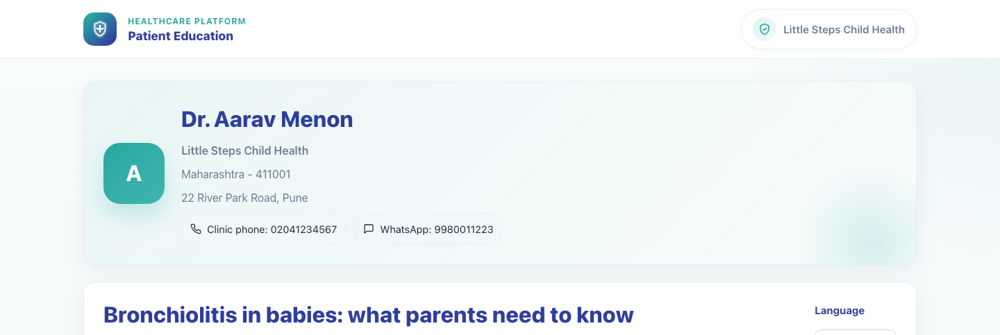 HEALTHCARE PLATFORM
Patient Education
Little Steps Child Health
A
Dr. Aarav Menon
Little Steps Child Health
Maharashtra - 411001
22 River Park Road, Pune
Clinic phone: 02041234567
WhatsApp: 9980011223
Bronchiolitis in babies: what parents need to know
Language